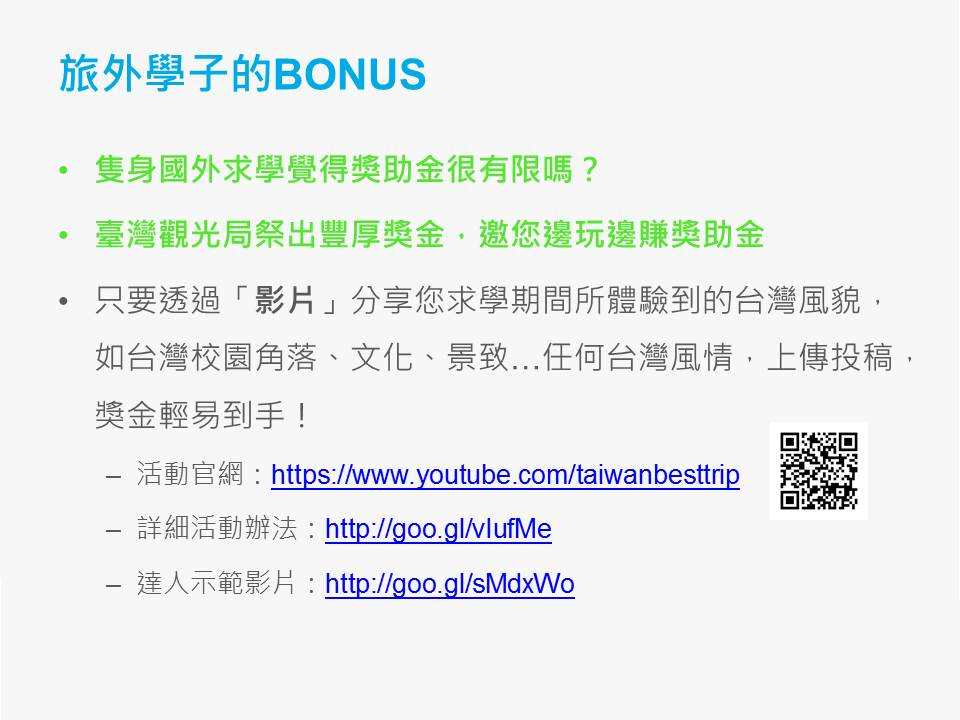 旅外學子的BONUS
• 隻身國外求學覺得獎助金很有限嗎？
• 臺灣觀光局祭出豐厚獎金，邀您邊玩邊賺獎助金
• 只要透過「影片」分享您求學期間所體驗到的台灣風貌，
如台灣校園角落、文化、景致…任何台灣風情，上傳投稿，
獎金輕易到手！
– 活動官網：https://www.youtube.com/taiwanbesttrip
– 詳細活動辦法：http://goo.gl/vIufMe
– 達人示範影片：http://goo.gl/sMdxWo